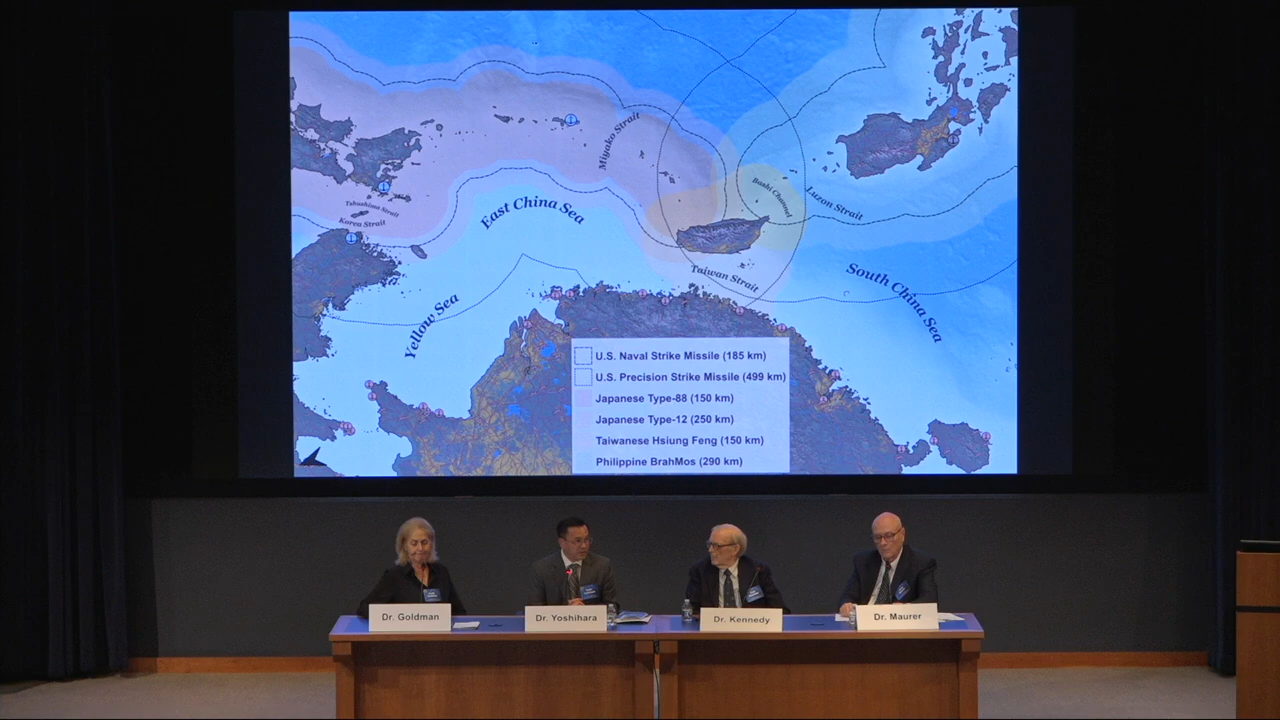 Miyako Strait
Bashi Channel
Luzon Strait
Tshushima Strait
Korea Strait
East China Sea
Taiwan Strait
South China Sea
Yellow Sea
U.S. Naval Strike Missile (185 km)
U.S. Precision Strike Missile (499 km)
Japanese Type-88 (150 km)
Japanese Type-12 (250 km)
Taiwanese Hsiung Feng (150 km)
Philippine BrahMos (290 km)
Dr. Goldman
Dr. Yoshihara
Dr. Kennedy
Dr. Maurer